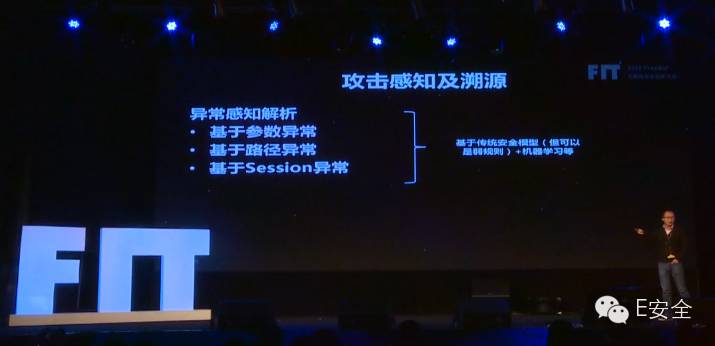 攻击感知及溯源
FIT
异常感知解析
• 基于参数异常
• 基于路径异常
• 基于Session异常
基于传统安全模型（但可以
是弱规则）+机器学习等
FIT
E安全